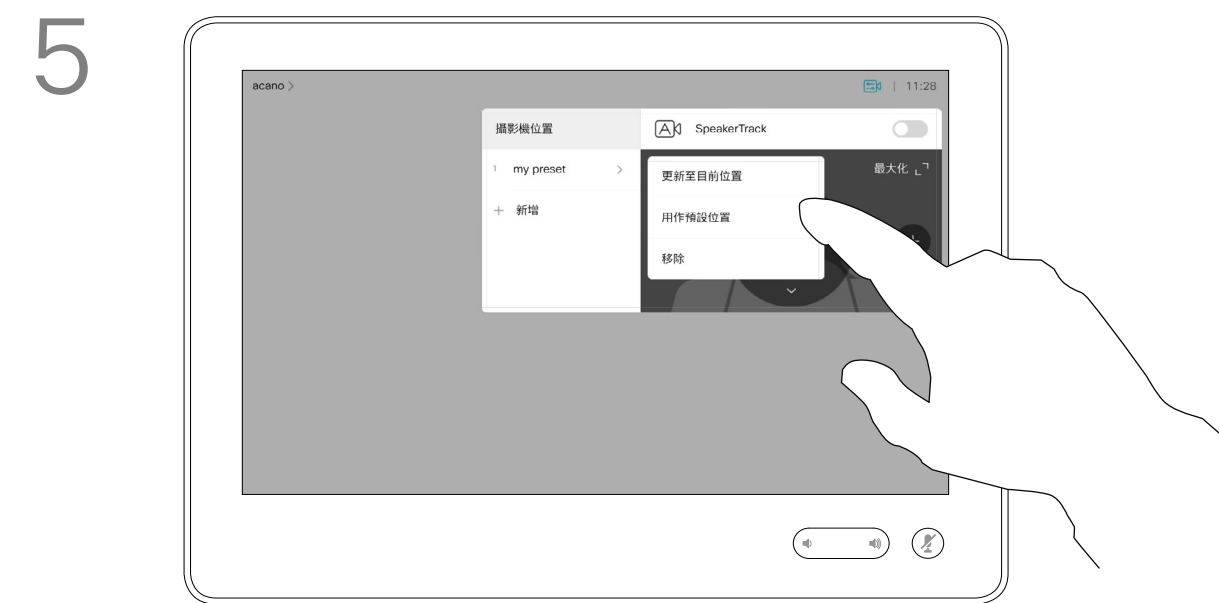 5
acano >
11:28
攝影機位置
SpeakerTrack
1 my preset >
更新至目前位置
最大化
+ 新增
用作預設位置
移除